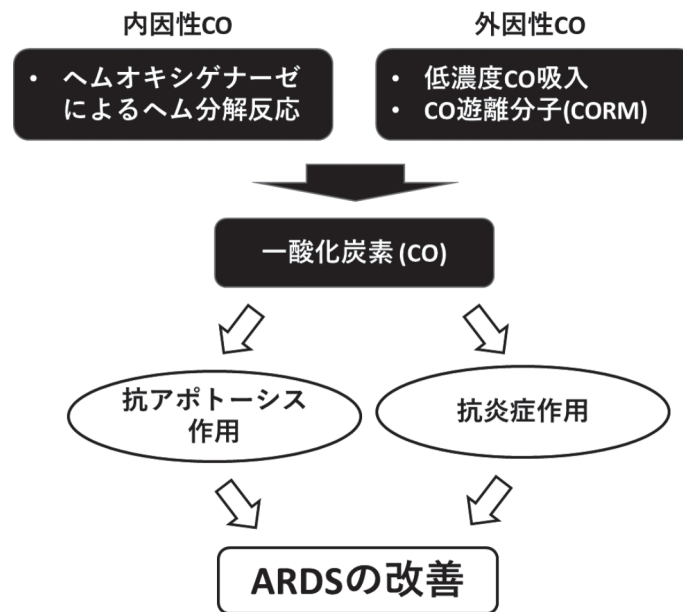 内因性CO
• ヘムオキシゲナーゼ
によるヘム分解反応
外因性CO
• 低濃度CO吸入
• CO遊離分子(CORM)
一酸化炭素 (CO)
抗アポトーシス
作用
抗炎症作用
ARDSの改善